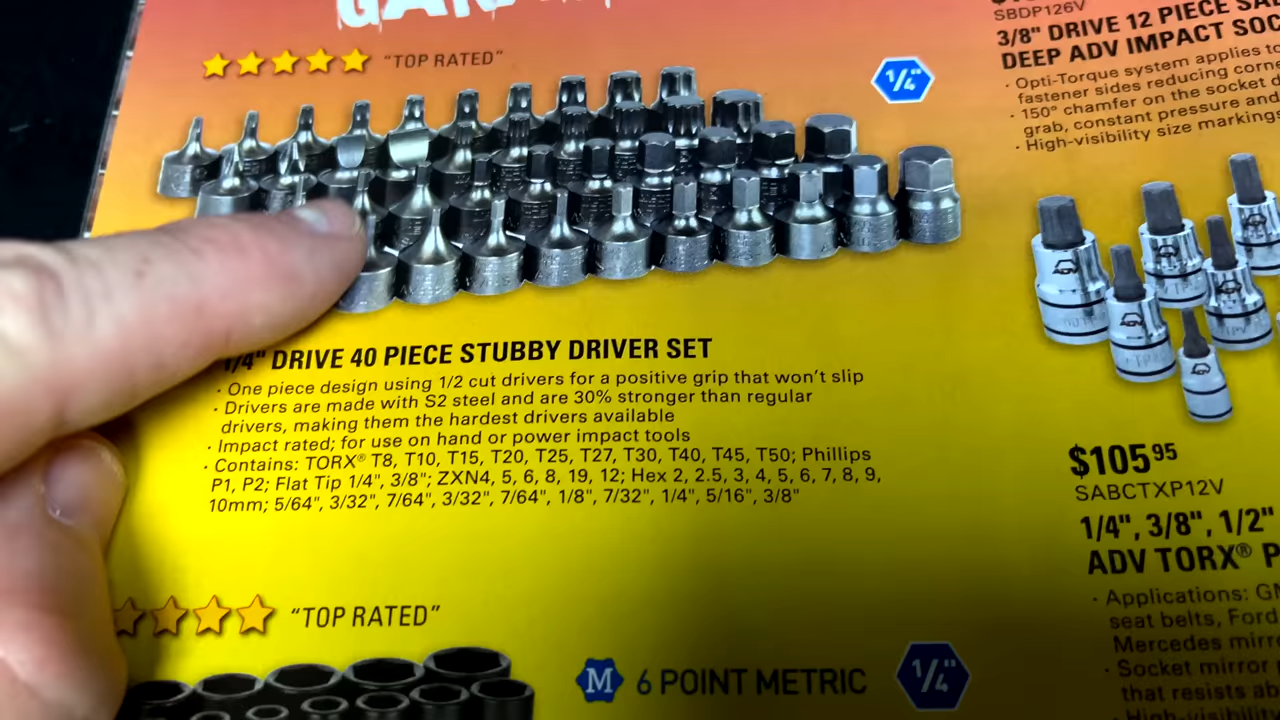 "TOP RATED"
1/4"
1/4" DRIVE 40 PIECE STUBBY DRIVER SET
· One piece design using 1/2 cut drivers for a positive grip that won't slip
· Drivers are made with S2 steel and are 30% stronger than regular
drivers, making them the hardest drivers available
· Impact rated; for use on hand or power impact tools
· Contains: TORX® T8, T10, T15, T20, T25, T27, T30, T40, T45, T50; Phillips
P1, P2; Flat Tip 1/4", 3/8"; ZXN4, 5, 6, 8, 19, 12; Hex 2, 2.5, 3, 4, 5, 6, 7, 8, 9,
10mm; 5/64", 3/32", 7/64", 3/32", 7/64", 1/8", 7/32", 1/4", 5/16", 3/8"
"TOP RATED"
M 6 POINT METRIC 1/4"
SBDP126V
3/8" DRIVE 12 PIECE
DEEP ADV IMPACT
· Opti-Torque system applies
fastener sides reducing
· 150° chamfer on the socket
grab, constant pressure and
· High-visibility size markings
ADV
ADV
$105 95
SABCTXP12V
1/4", 3/8", 1/2"
ADV TORX®
· Applications:
seat belts, Ford
Mercedes
· Socket mirror
that resists